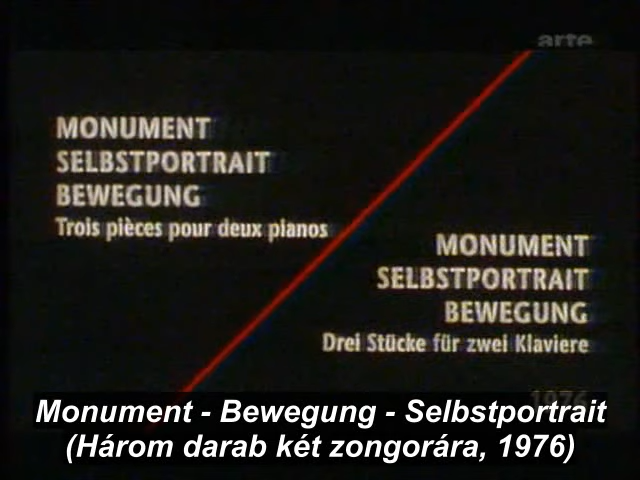 arte
MONUMENT
SELBSTPORTRAIT
BEWEGUNG
Trois pièces pour deux pianos
MONUMENT
SELBSTPORTRAIT
BEWEGUNG
Drei Stücke für zwei Klaviere
1976
Monument - Bewegung - Selbstportrait
(Három darab két zongorára, 1976)